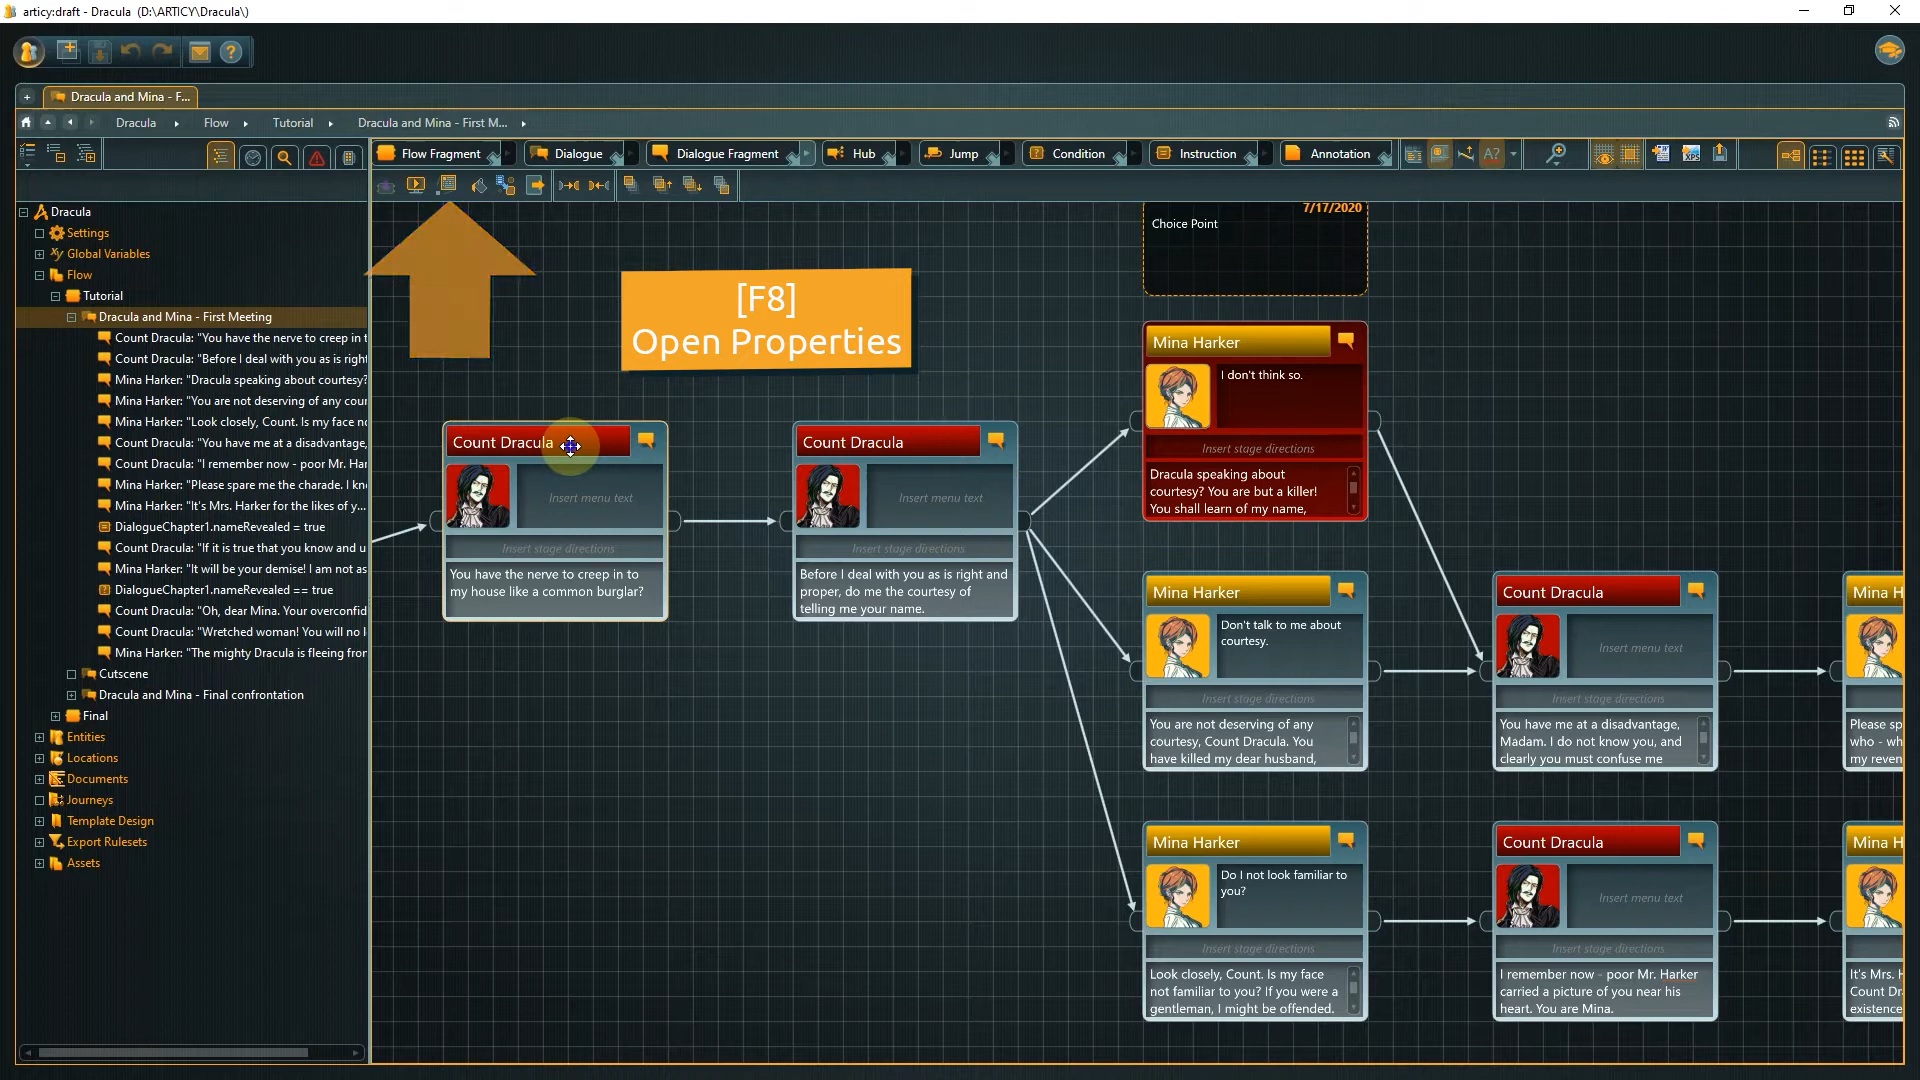 articy:draft - Dracula  (D:\ARTICY\Dracula\)
Dracula and Mina - F...
Dracula
Flow
Tutorial
Dracula and Mina - First M...
Flow Fragment
Dialogue
Dialogue Fragment
Hub
Jump
Condition
Instruction
Annotation
A?
XPS
Dracula
Settings
Global Variables
Flow
Tutorial
Dracula and Mina - First Meeting
Count Dracula: "You have the nerve to creep in t
Count Dracula: "Before I deal with you as is right
Mina Harker: "Dracula speaking about courtesy?
Mina Harker: "You are not deserving of any cour
Mina Harker: "Look closely, Count. Is my face no
Count Dracula: "You have me at a disadvantage,
Count Dracula: "I remember now - poor Mr. Har
Mina Harker: "Please spare me the charade. I kn
Mina Harker: "It's Mrs. Harker for the likes of y...
DialogueChapter1.nameRevealed = true
Count Dracula: "If it is true that you know and u
Mina Harker: "It will be your demise! I am not as
DialogueChapter1.nameRevealed == true
Count Dracula: "Oh, dear Mina. Your overconfid
Count Dracula: "Wretched woman! You will no l
Mina Harker: "The mighty Dracula is fleeing fron
Cutscene
Dracula and Mina - Final confrontation
Final
Entities
Locations
Documents
Journeys
Template Design
Export Rulesets
Assets
[F8]
Open Properties
7/17/2020
Choice Point
Count Dracula
Insert menu text
Insert stage directions
You have the nerve to creep in to
my house like a common burglar?
Count Dracula
Insert menu text
Insert stage directions
Before I deal with you as is right and
proper, do me the courtesy of
telling me your name.
Mina Harker
I don't think so.
Insert stage directions
Dracula speaking about
courtesy? You are but a killer!
You shall learn of my name,
Mina Harker
Don't talk to me about
courtesy.
Insert stage directions
You are not deserving of any
courtesy, Count Dracula. You
have killed my dear husband,
Count Dracula
Insert menu text
Insert stage directions
You have me at a disadvantage,
Madam. I do not know you, and
clearly you must confuse me
Mina H
Please sp
who - wh
my reven
Mina Harker
Do I not look familiar to
you?
Insert stage directions
Look closely, Count. Is my face
not familiar to you? If you were a
gentleman, I might be offended.
Count Dracula
Insert menu text
Insert stage directions
I remember now - poor Mr. Harker
carried a picture of you near his
heart. You are Mina.
Mina H
It's Mrs. H
Count Dr
existence